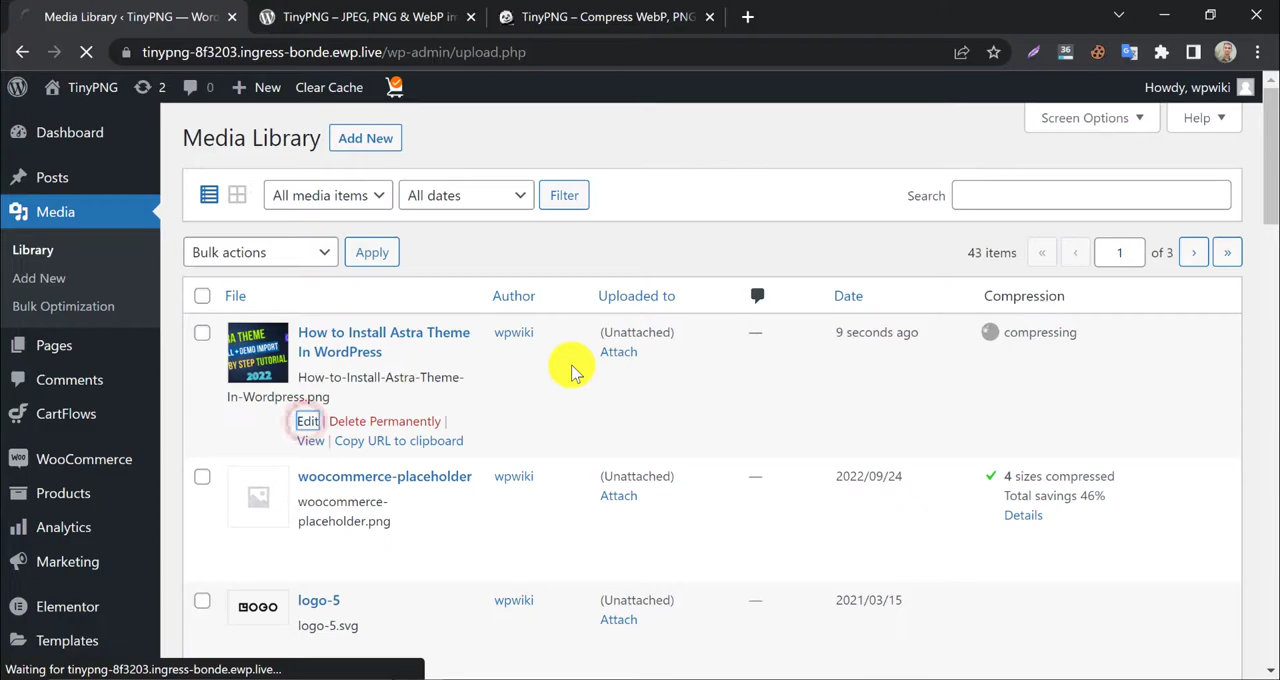 Media Library ‹ TinyPNG — Wor
TinyPNG – JPEG, PNG & WebP im
TinyPNG – Compress WebP, PNG
tinypng-8f3203.ingress-bonde.ewp.live/wp-admin/upload.php
36
TinyPNG
2
0
New
Clear Cache
Howdy, wpwiki
Dashboard
Posts
Media
Library
Add New
Bulk Optimization
Pages
Comments
CartFlows
WooCommerce
Products
Analytics
Marketing
Elementor
Templates
Media Library
Add New
Screen Options
Help
All media items
All dates
Filter
Search
Bulk actions
Apply
43 items « ‹ 1 of 3 › »
File
Author
Uploaded to
Date
Compression
How to Install Astra Theme
In WordPress
How-to-Install-Astra-Theme-
In-Wordpress.png
Edit | Delete Permanently |
View | Copy URL to clipboard
wpwiki
(Unattached)
Attach
—
9 seconds ago
compressing
woocommerce-placeholder
woocommerce-
placeholder.png
wpwiki
(Unattached)
Attach
—
2022/09/24
4 sizes compressed
Total savings 46%
Details
LOGO
logo-5
logo-5.svg
wpwiki
(Unattached)
Attach
—
2021/03/15
Waiting for tinypng-8f3203.ingress-bonde.ewp.live...